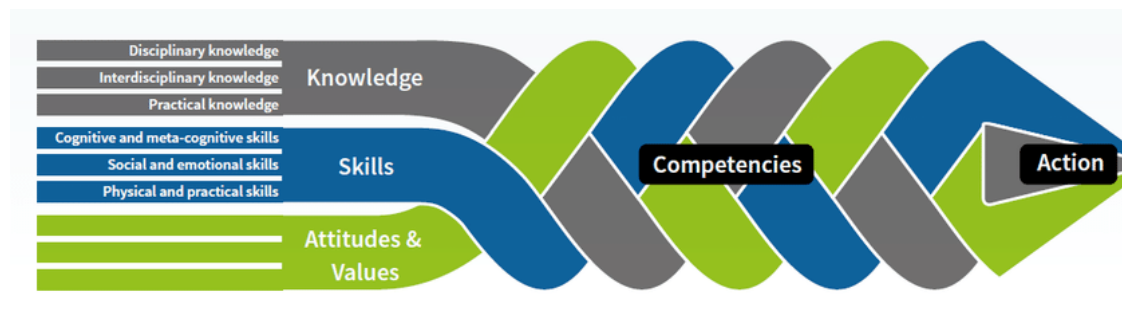 Disciplinary knowledge
Interdisciplinary knowledge
Practical knowledge
Knowledge
Cognitive and meta-cognitive skills
Social and emotional skills
Physical and practical skills
Skills
Attitudes &
Values
Competencies
Action